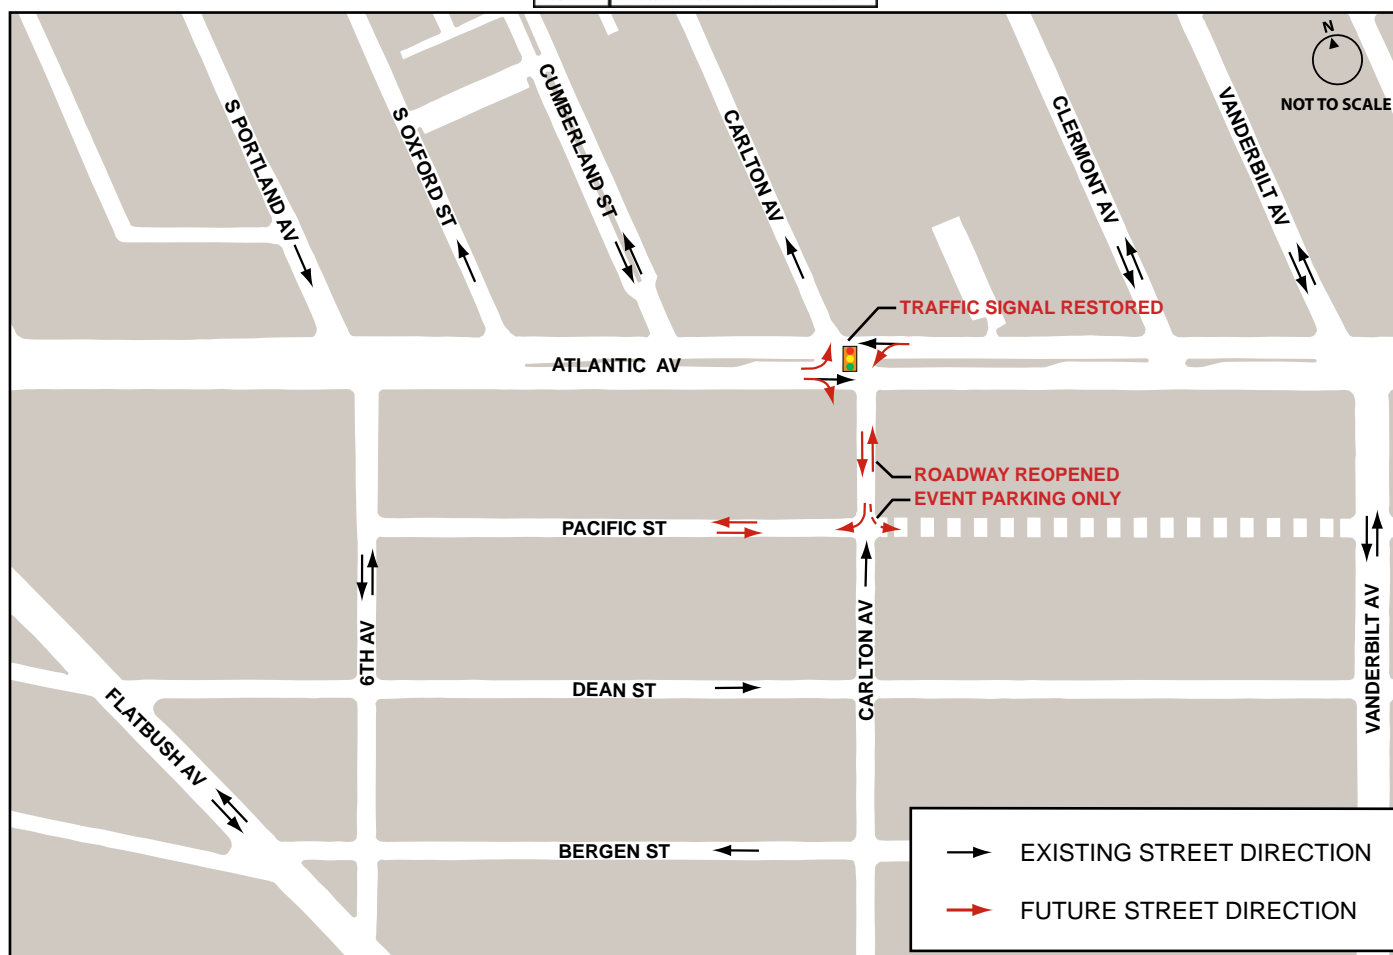 N
NOT TO SCALE
S PORTLAND AV
S OXFORD ST
CUMBERLAND ST
CARLTON AV
CLERMONT AV
VANDERBILT AV
TRAFFIC SIGNAL RESTORED
ATLANTIC AV
ROADWAY REOPENED
EVENT PARKING ONLY
PACIFIC ST
6TH AV
CARLTON AV
VANDERBILT AV
DEAN ST
FLATBUSH AV
BERGEN ST
EXISTING STREET DIRECTION
FUTURE STREET DIRECTION